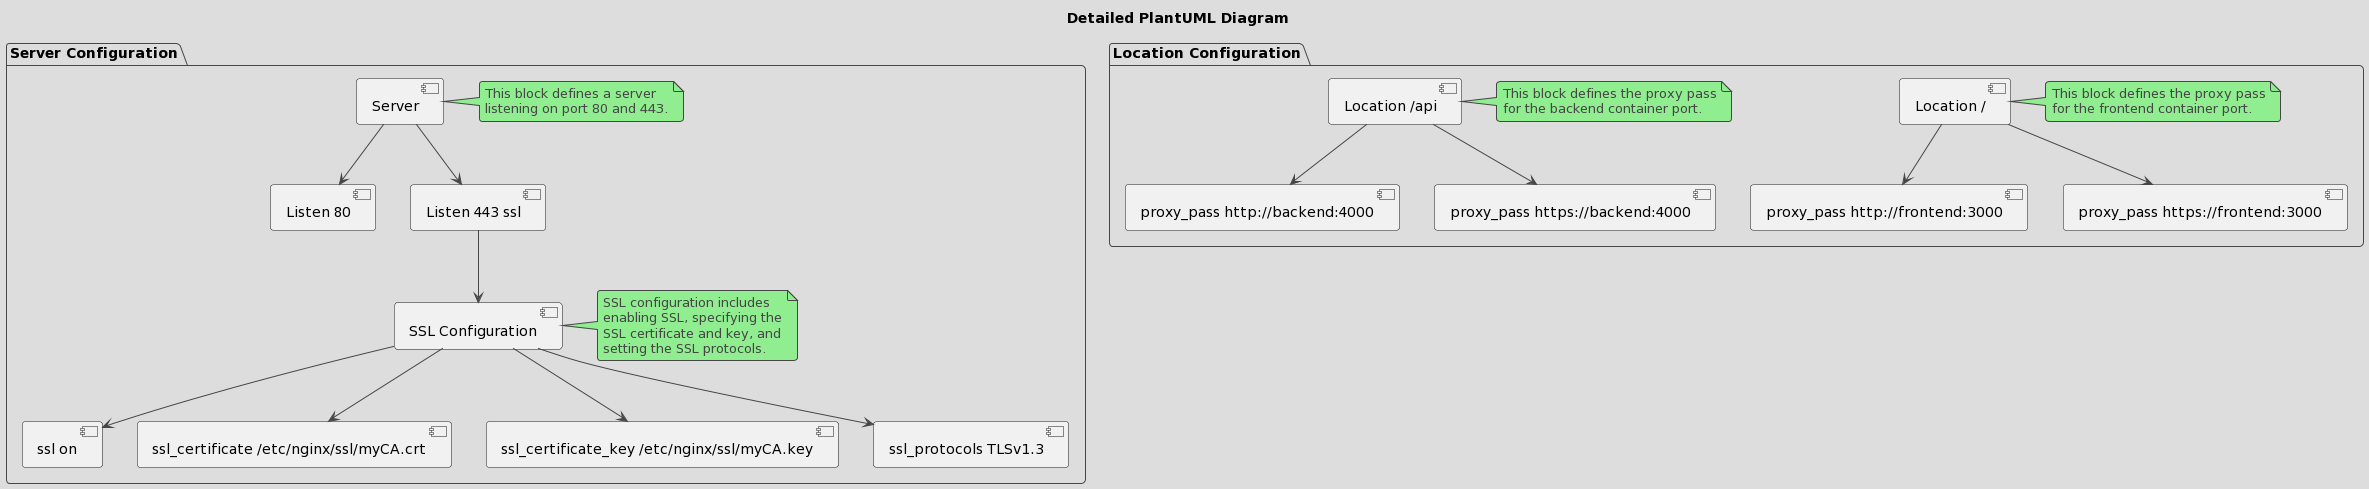 Detailed PlantUML Diagram
Server Configuration
Server
This block defines a server
listening on port 80 and 443.
Listen 80
Listen 443 ssl
SSL Configuration
SSL configuration includes
enabling SSL, specifying the
SSL certificate and key, and
setting the SSL protocols.
ssl on
ssl_certificate /etc/nginx/ssl/myCA.crt
ssl_certificate_key /etc/nginx/ssl/myCA.key
ssl_protocols TLSv1.3
Location Configuration
Location /api
This block defines the proxy pass
for the backend container port.
Location /
This block defines the proxy pass
for the frontend container port.
proxy_pass http://backend:4000
proxy_pass https://backend:4000
proxy_pass http://frontend:3000
proxy_pass https://frontend:3000